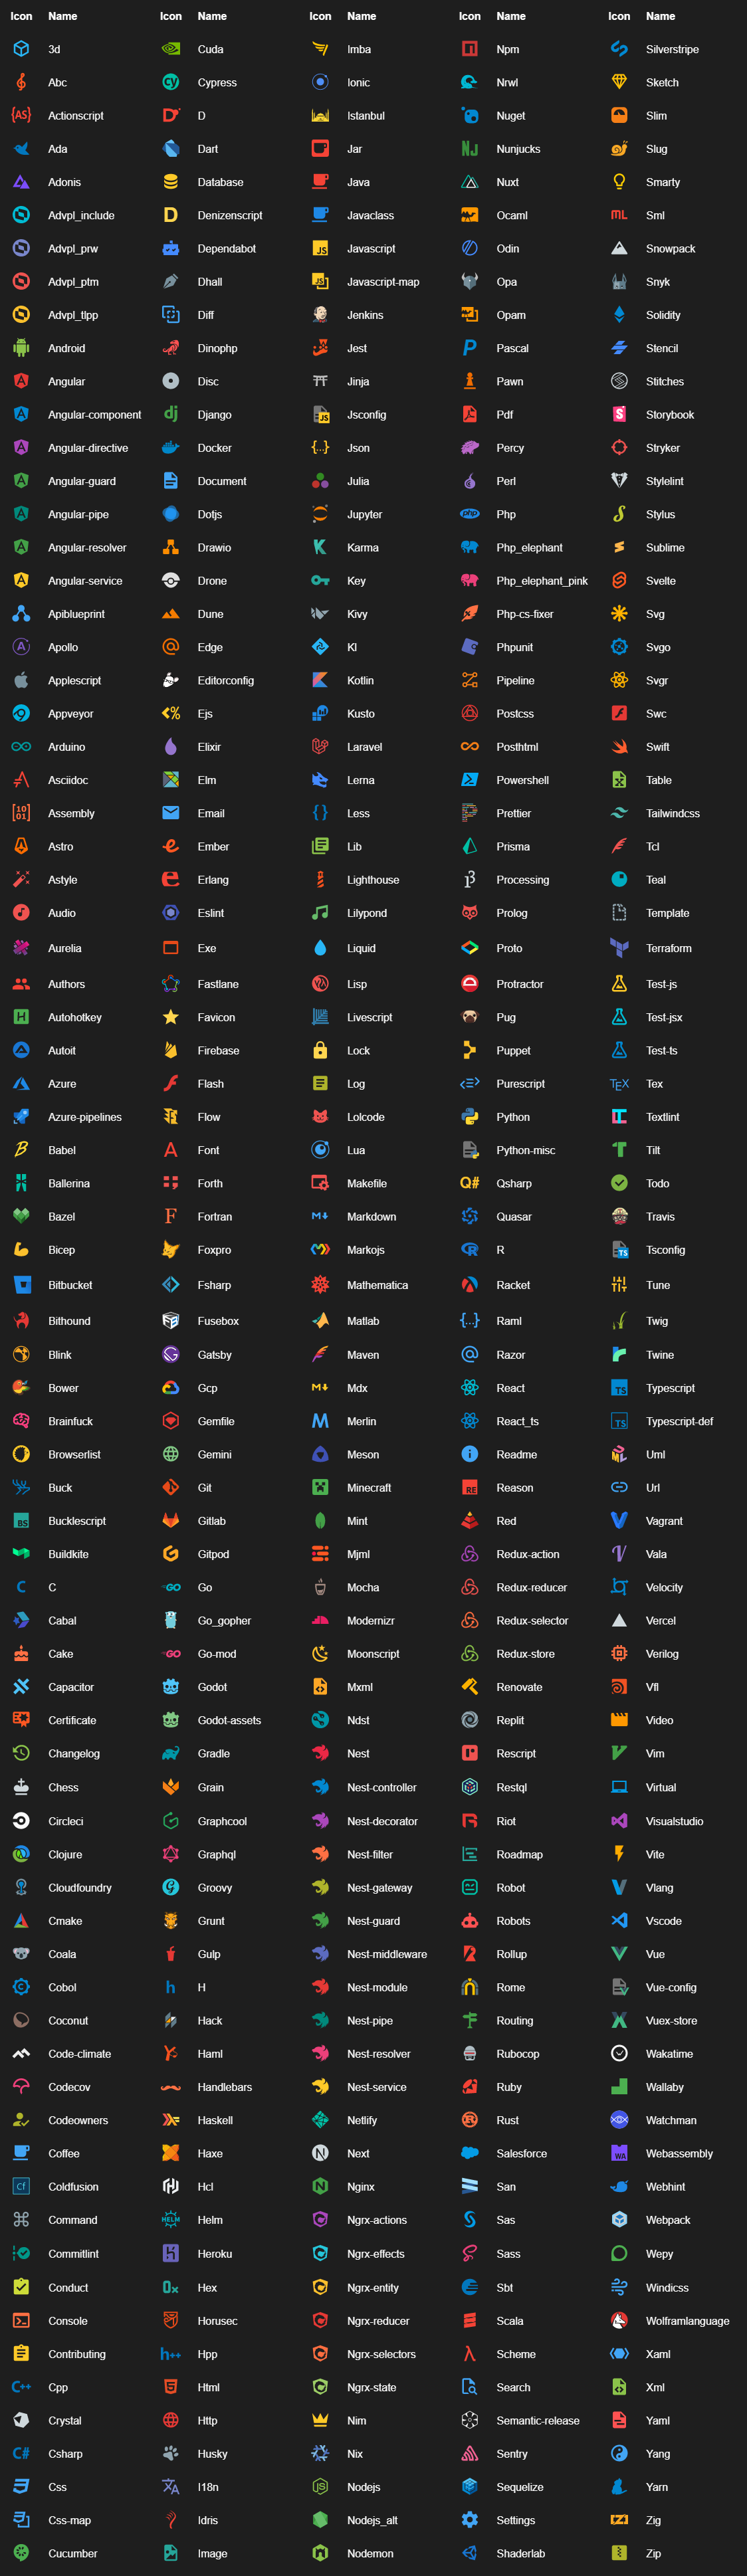 Icon Name Icon Name Icon Name Icon Name Icon Name
3d Cuda Imba Npm Silverstripe
Abc Cypress Ionic Nrwl Sketch
Actionscript D Istanbul Nuget Slim
Ada Dart Jar Nunjucks Slug
Adonis Database Java Nuxt Smarty
Advpl_include Denizenscript Javaclass Ocaml Sml
Advpl_prw Dependabot Javascript Odin Snowpack
Advpl_ptm Dhall Javascript-map Opa Snyk
Advpl_tlpp Diff Jenkins Opam Solidity
Android Dinophp Jest Pascal Stencil
Angular Disc Jinja Pawn Stitches
Angular-component Django Jsconfig Pdf Storybook
Angular-directive Docker Json Percy Stryker
Angular-guard Document Julia Perl Stylelint
Angular-pipe Dotjs Jupyter Php Stylus
Angular-resolver Drawio Karma Php_elephant Sublime
Angular-service Drone Key Php_elephant_pink Svelte
Apiblueprint Dune Kivy Php-cs-fixer Svg
Apollo Edge Kl Phpunit Svgo
Applescript Editorconfig Kotlin Pipeline Svgr
Appveyor Ejs Kusto Postcss Swc
Arduino Elixir Laravel Posthtml Swift
Asciidoc Elm Lerna Powershell Table
Assembly Email Less Prettier Tailwindcss
Astro Ember Lib Prisma Tcl
Astyle Erlang Lighthouse Processing Teal
Audio Eslint Lilypond Prolog Template
Aurelia Exe Liquid Proto Terraform
Authors Fastlane Lisp Protractor Test-js
Autohotkey Favicon Livescript Pug Test-jsx
Autoit Firebase Lock Puppet Test-ts
Azure Flash Log Purescript Tex
Azure-pipelines Flow Lolcode Python Textlint
Babel Font Lua Python-misc Tilt
Ballerina Forth Makefile Qsharp Todo
Bazel Fortran Markdown Quasar Travis
Bicep Foxpro Markojs R Tsconfig
Bitbucket Fsharp Mathematica Racket Tune
Bithound Fusebox Matlab Raml Twig
Blink Gatsby Maven Razor Twine
Bower Gcp Mdx React Typescript
Brainfuck Gemfile Merlin React_ts Typescript-def
Browserlist Gemini Meson Readme Uml
Buck Git Minecraft Reason Url
Bucklescript Gitlab Mint Red Vagrant
Buildkite Gitpod Mjml Redux-action Vala
C Go Mocha Redux-reducer Velocity
Cabal Go_gopher Modernizr Redux-selector Vercel
Cake Go-mod Moonscript Redux-store Verilog
Capacitor Godot Mxml Renovate Vfl
Certificate Godot-assets Ndst Replit Video
Changelog Gradle Nest Rescript Vim
Chess Grain Nest-controller Restql Virtual
Circleci Graphcool Nest-decorator Riot Visualstudio
Clojure Graphql Nest-filter Roadmap Vite
Cloudfoundry Groovy Nest-gateway Robot Vlang
Cmake Grunt Nest-guard Robots Vscode
Coala Gulp Nest-middleware Rollup Vue
Cobol H Nest-module Rome Vue-config
Coconut Hack Nest-pipe Routing Vuex-store
Code-climate Haml Nest-resolver Rubocop Wakatime
Codecov Handlebars Nest-service Ruby Wallaby
Codeowners Haskell Netlify Rust Watchman
Coffee Haxe Next Salesforce Webassembly
Coldfusion Hcl Nginx San Webhint
Command Helm Ngrx-actions Sas Webpack
Commitlint Heroku Ngrx-effects Sass Wepy
Conduct Hex Ngrx-entity Sbt Windicss
Console Horusec Ngrx-reducer Scala Wolframlanguage
Contributing Hpp Ngrx-selectors Scheme Xaml
Cpp Html Ngrx-state Search Xml
Crystal Http Nim Semantic-release Yaml
Csharp Husky Nix Sentry Yang
Css I18n Nodejs Sequelize Yarn
Css-map Idris Nodejs_alt Settings Zig
Cucumber Image Nodemon Shaderlab Zip